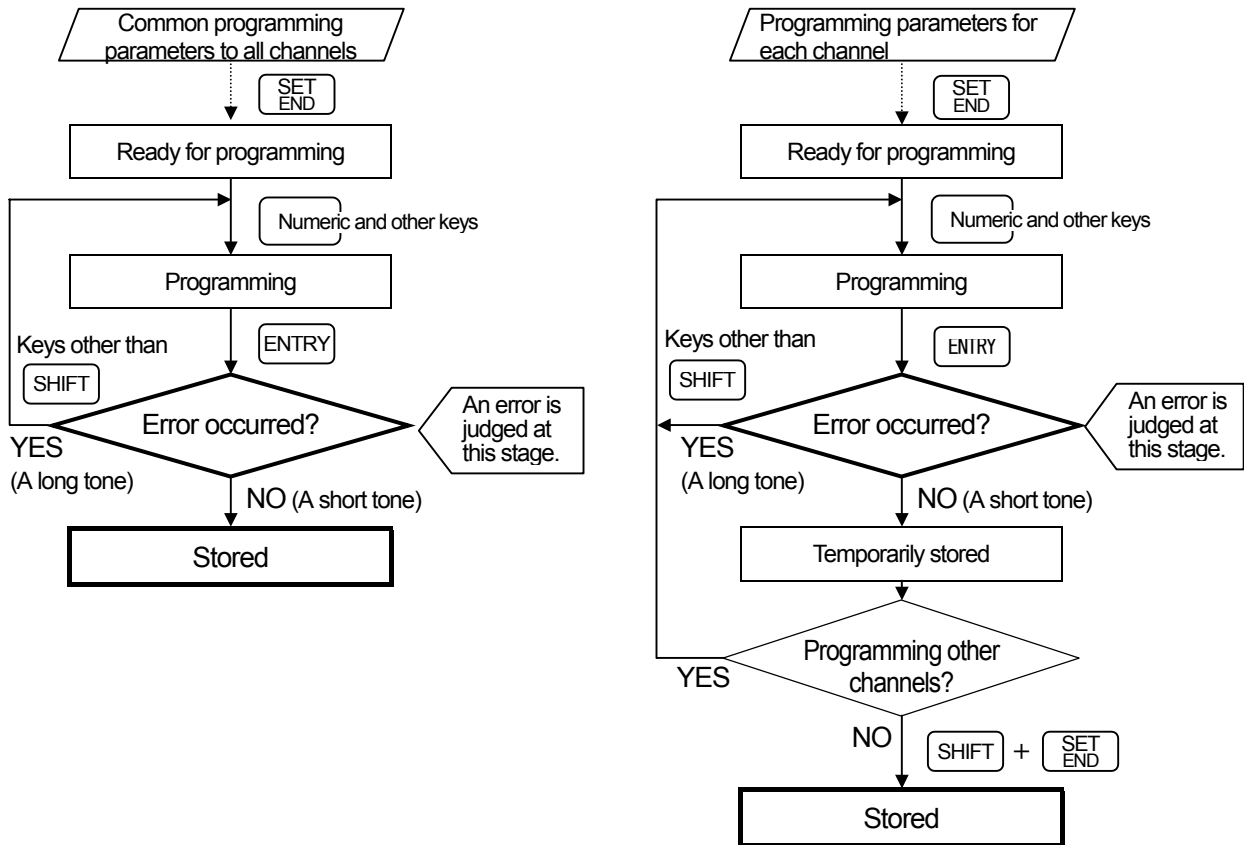 Common programming
parameters to all channels
SET
END
Ready for programming
Numeric and other keys
Programming
Keys other than
SHIFT
ENTRY
Error occurred?
An error is
judged at
this stage.
YES
(A long tone)
NO (A short tone)
Stored
Programming parameters for
each channel
SET
END
Ready for programming
Numeric and other keys
Programming
Keys other than
SHIFT
ENTRY
Error occurred?
An error is
judged at
this stage.
YES
(A long tone)
NO (A short tone)
Temporarily stored
Programming other
channels?
YES
NO
SHIFT + SET
END
Stored